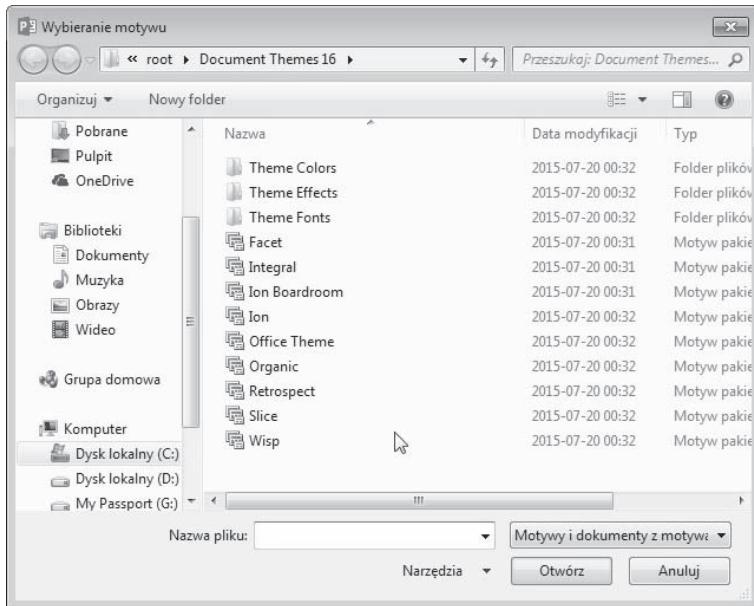 Wybieranie motywu
« root ▸ Document Themes 16 ▸
Przeszukaj: Document Themes...
Organizuj
Nowy folder
Pobrane
Pulpit
OneDrive
Biblioteki
Dokumenty
Muzyka
Obrazy
Wideo
Grupa domowa
Komputer
Dysk lokalny (C:)
Dysk lokalny (D:)
My Passport (G:)
Nazwa Data modyfikacji Typ
Theme Colors 2015-07-20 00:32 Folder plików
Theme Effects 2015-07-20 00:32 Folder plików
Theme Fonts 2015-07-20 00:32 Folder plików
Facet 2015-07-20 00:31 Motyw pakie
Integral 2015-07-20 00:31 Motyw pakie
Ion Boardroom 2015-07-20 00:31 Motyw pakie
Ion 2015-07-20 00:32 Motyw pakie
Office Theme 2015-07-20 00:32 Motyw pakie
Organic 2015-07-20 00:32 Motyw pakie
Retrospect 2015-07-20 00:32 Motyw pakie
Slice 2015-07-20 00:32 Motyw pakie
Wisp 2015-07-20 00:32 Motyw pakie
Nazwa pliku:
Motywy i dokumenty z motywa
Narzędzia
Otwórz
Anuluj